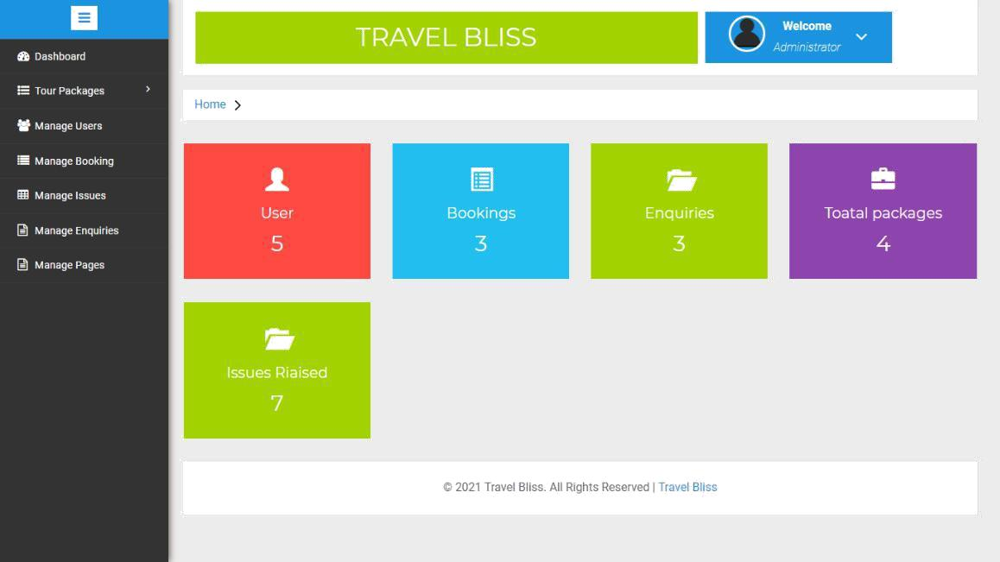 TRAVEL BLISS
Welcome
Administrator
Dashboard
Tour Packages
Manage Users
Manage Booking
Manage Issues
Manage Enquiries
Manage Pages
Home
User
5
Bookings
3
Enquiries
3
Toatal packages
4
Issues Riaised
7
© 2021 Travel Bliss. All Rights Reserved | Travel Bliss